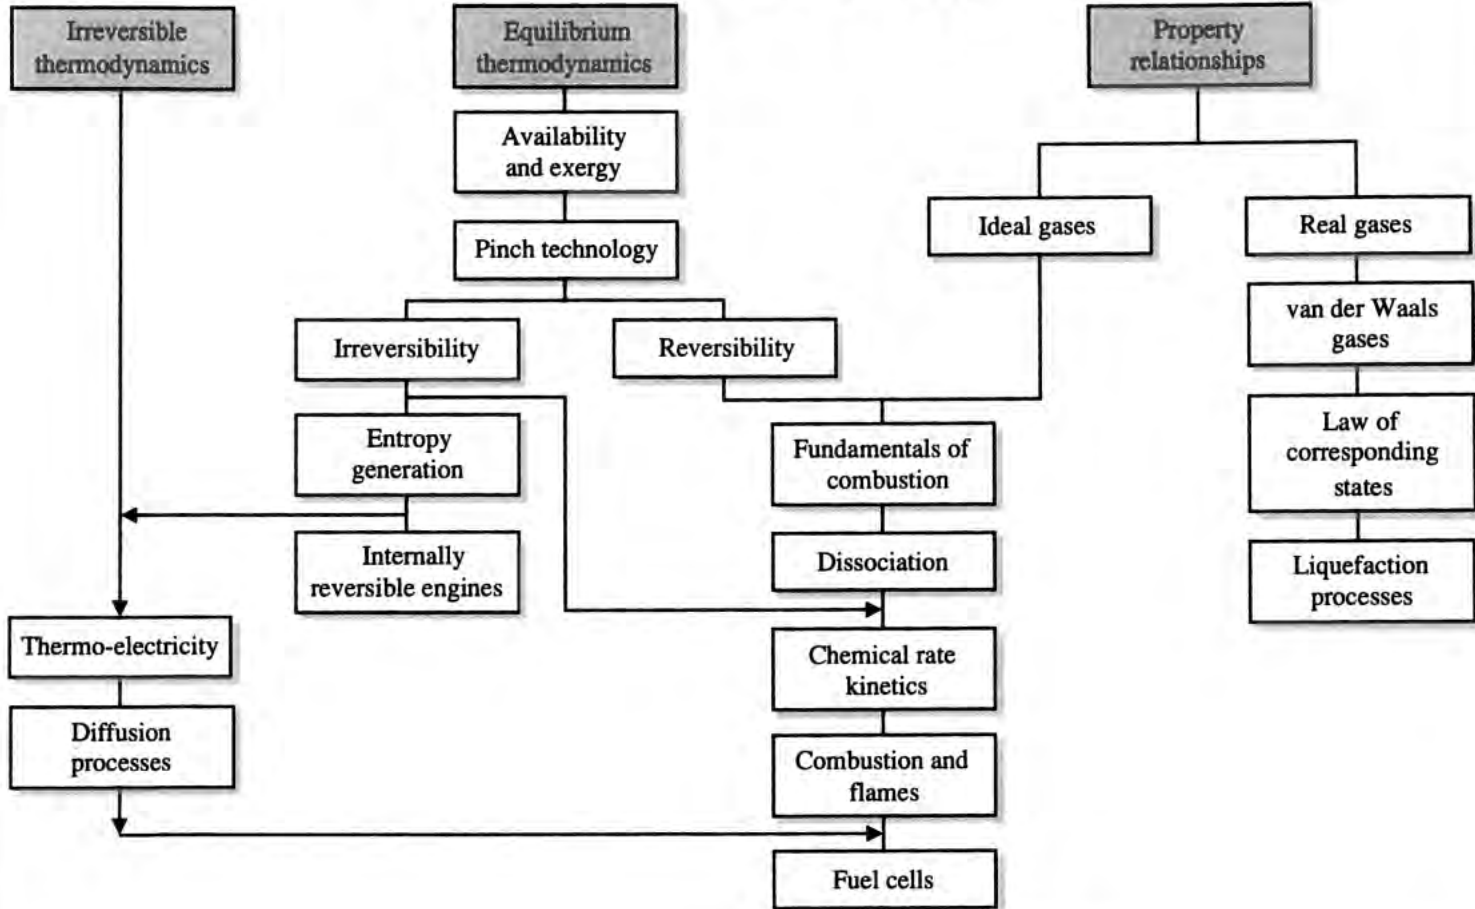 Irreversible
thermodynamics
Equilibrium
thermodynamics
Property
relationships
Availability
and exergy
Ideal gases
Real gases
Pinch technology
van der Waals
gases
Irreversibility
Reversibility
Entropy
generation
Fundamentals of
combustion
Law of
corresponding
states
Internally
reversible engines
Dissociation
Liquefaction
processes
Thermo-electricity
Chemical rate
kinetics
Diffusion
processes
Combustion and
flames
Fuel cells